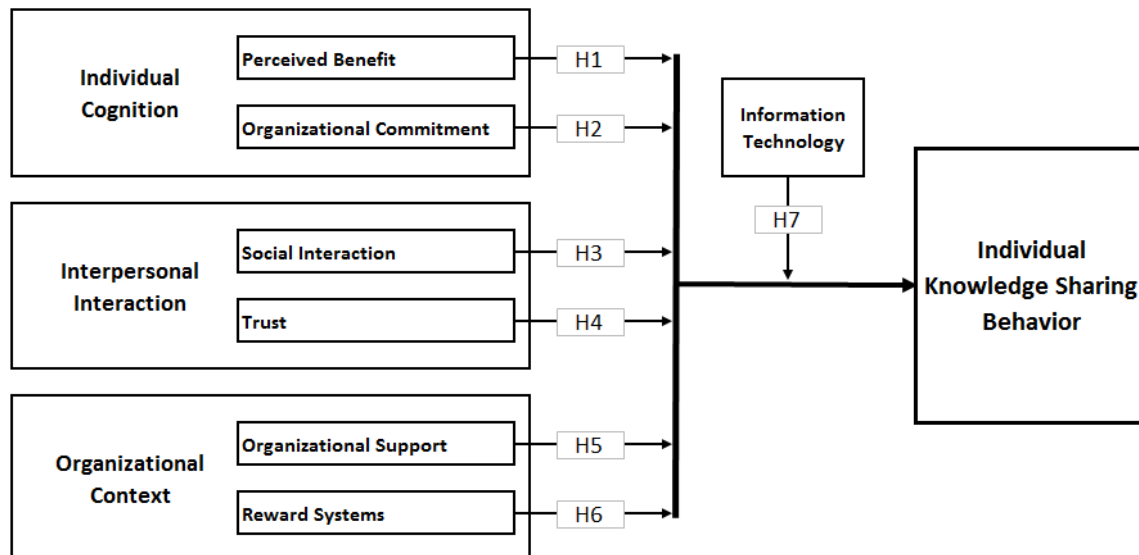 Individual
Cognition
Perceived Benefit
H1
Organizational Commitment
H2
Information
Technology
H7
Interpersonal
Interaction
Social Interaction
H3
Trust
H4
Individual
Knowledge Sharing
Behavior
Organizational
Context
Organizational Support
H5
Reward Systems
H6